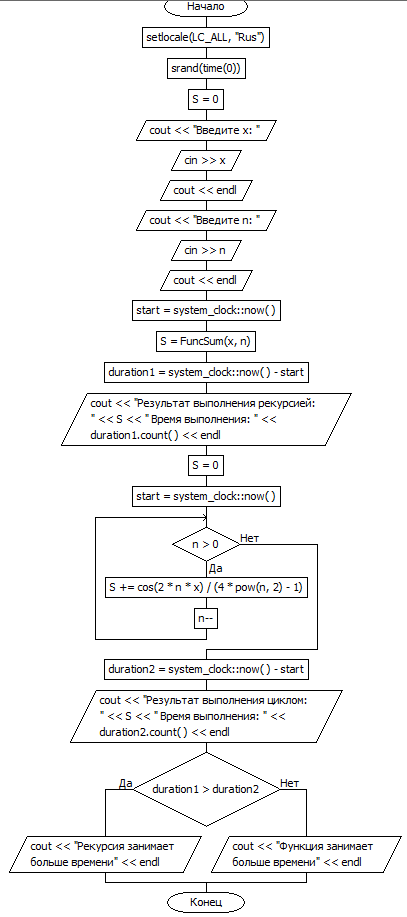 Начало
setlocale(LC_ALL, "Rus")
srand(time(0))
S = 0
cout << "Введите x: "
cin >> x
cout << endl
cout << "Введите n: "
cin >> n
cout << endl
start = system_clock::now( )
S = FuncSum(x, n)
duration1 = system_clock::now( ) - start
cout << "Результат выполнения рекурсией:
" << S << " Время выполнения: " <<
duration1.count( ) << endl
S = 0
start = system_clock::now( )
n > 0
Нет
Да
S += cos(2 * n * x) / (4 * pow(n, 2) - 1)
n--
duration2 = system_clock::now( ) - start
cout << "Результат выполнения циклом:
" << S << " Время выполнения: " <<
duration2.count( ) << endl
Да
duration1 > duration2
Нет
cout << "Рекурсия занимает
больше времени" << endl
cout << "Функция занимает
больше времени" << endl
Конец